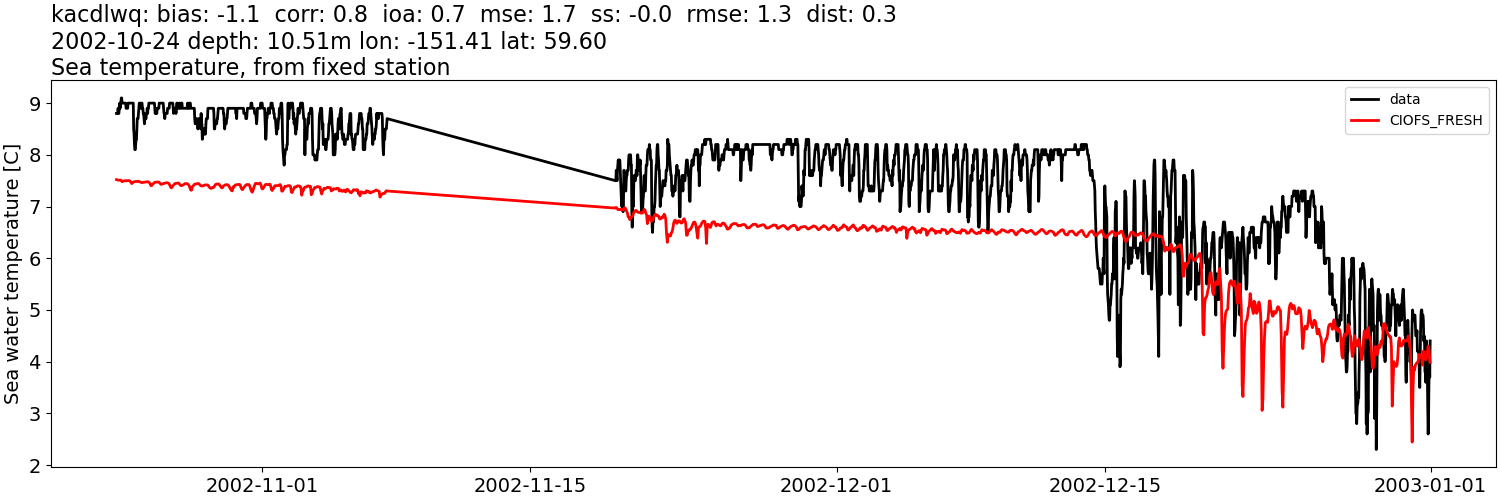 kacdlwq: bias: -1.1  corr: 0.8  ioa: 0.7  mse: 1.7  ss: -0.0  rmse: 1.3  dist: 0.3
2002-10-24 depth: 10.51m lon: -151.41 lat: 59.60
Sea temperature, from fixed station
data
CIOFS_FRESH
Sea water temperature [C]
9
8
7
6
5
4
3
2
2002-11-01
2002-11-15
2002-12-01
2002-12-15
2003-01-01